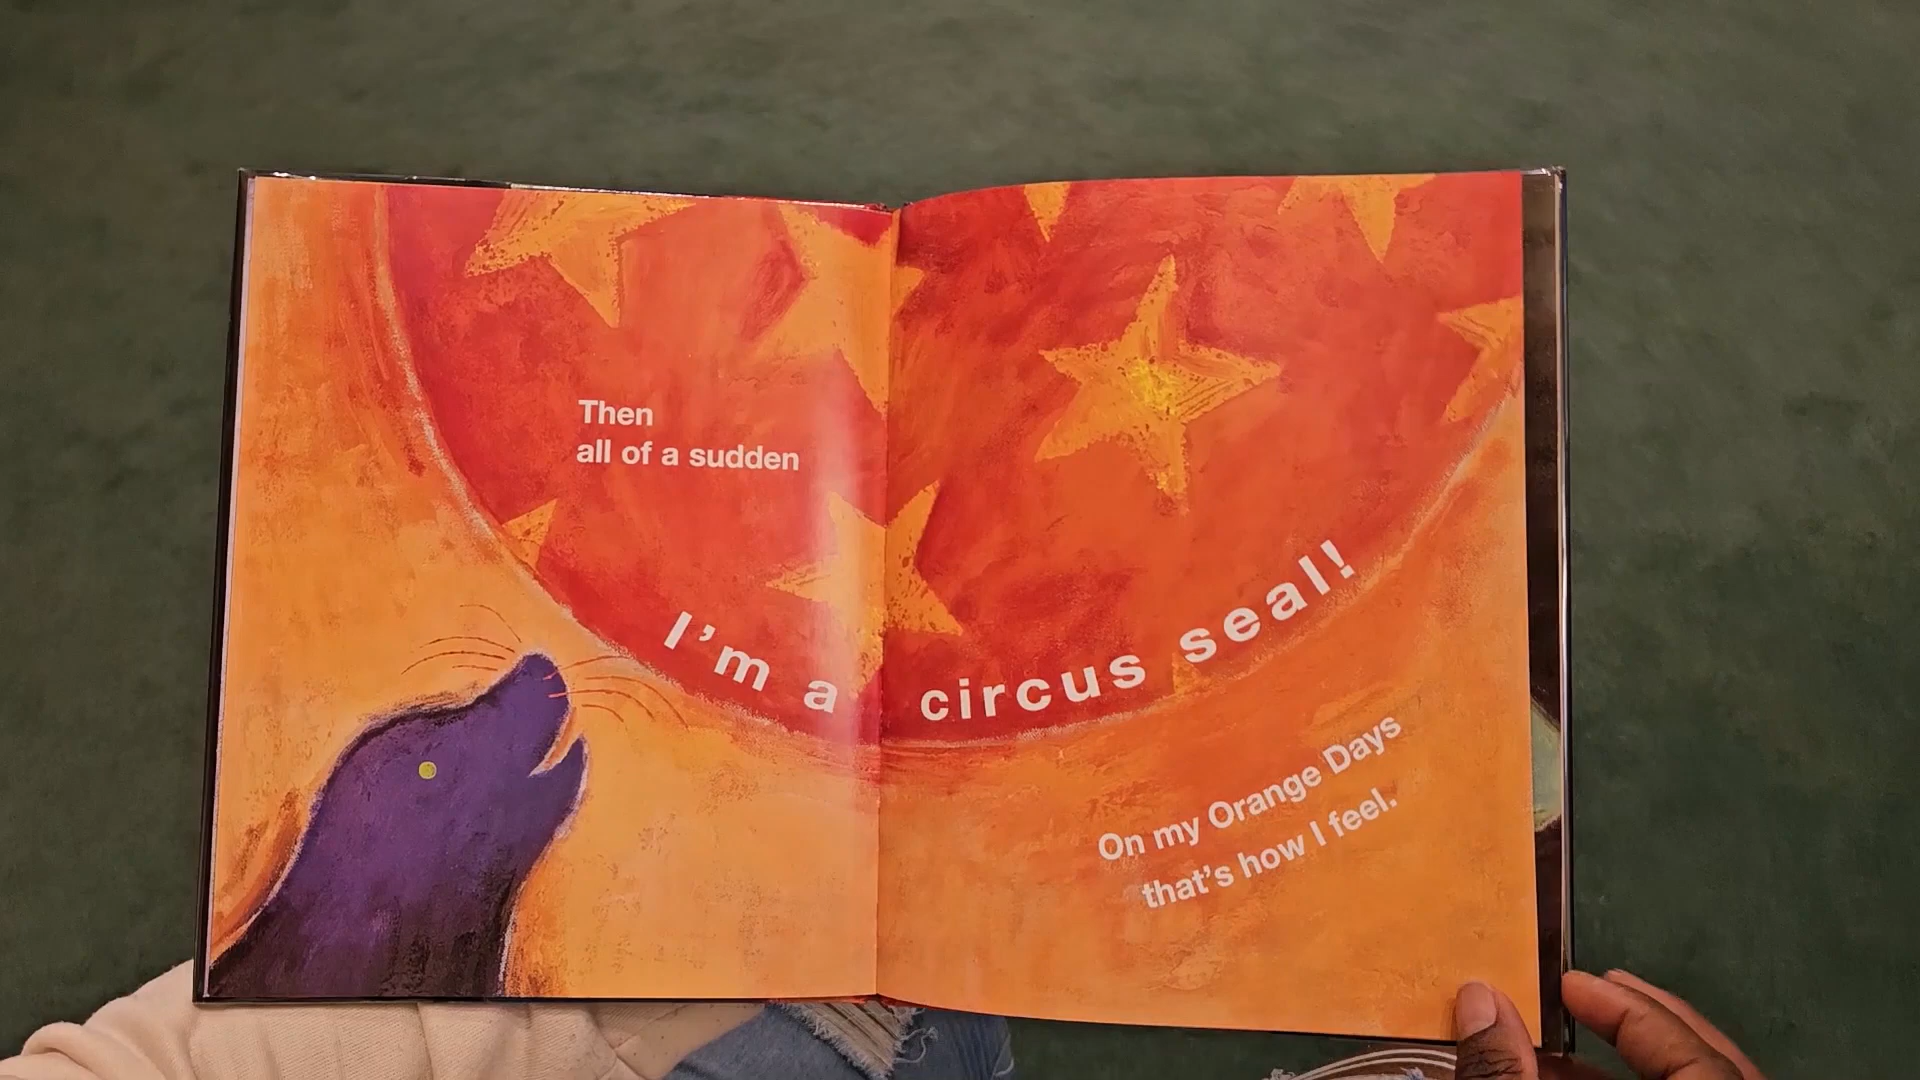 Then
all of a sudden
I'm a circus seal!
On my Orange Days
that's how I feel.